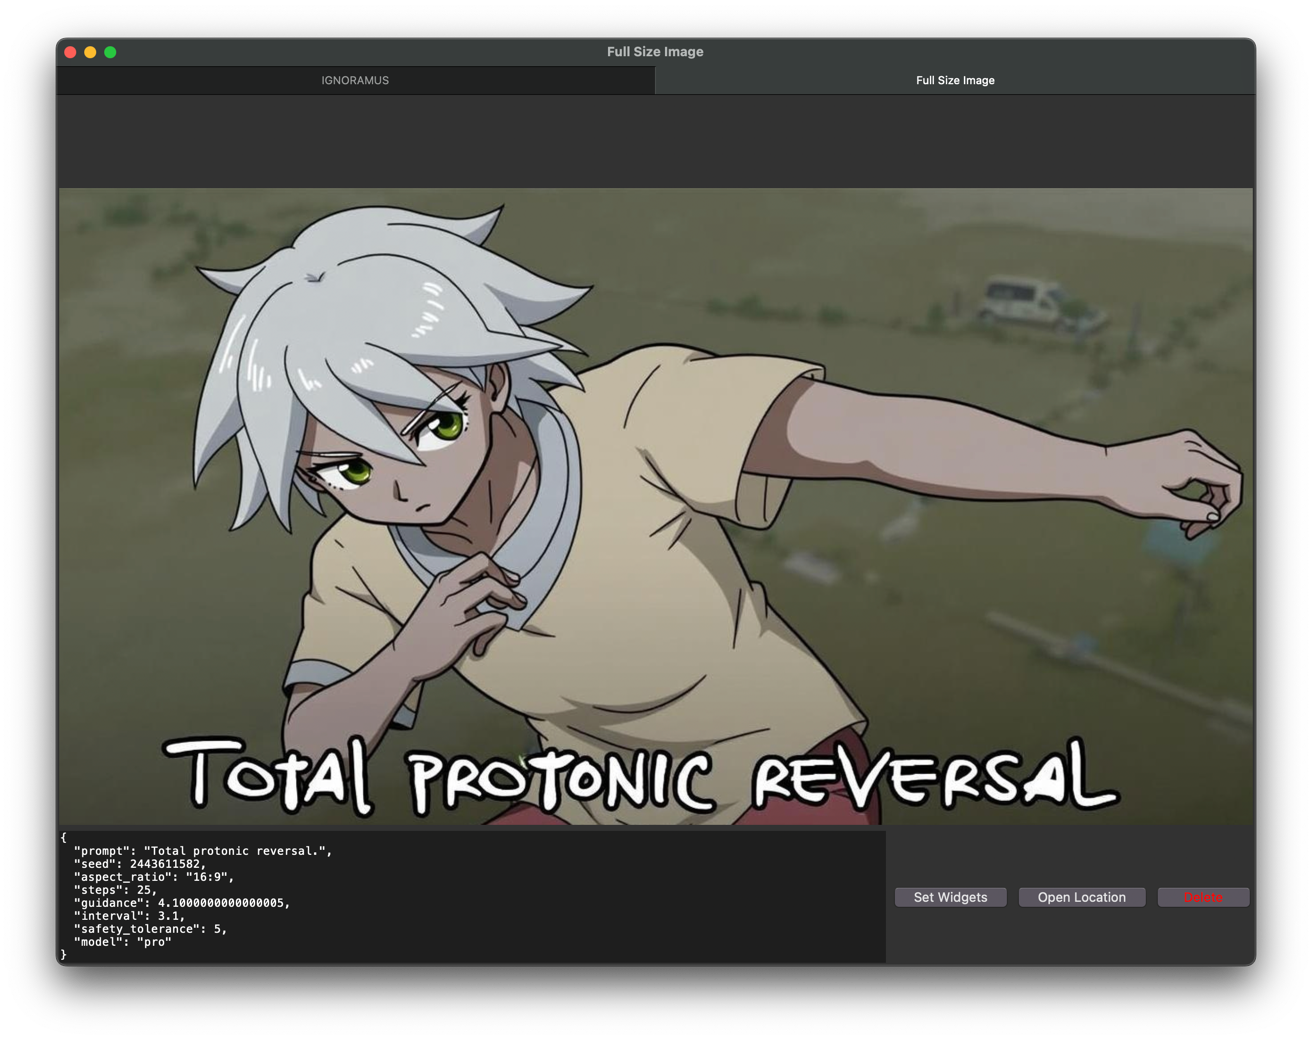 Full Size Image
IGNORAMUS
Full Size Image
TOTAL PROTONIC REVERSAL
{
  "prompt": "Total protonic reversal.",
  "seed": 2443611582,
  "aspect_ratio": "16:9",
  "steps": 25,
  "guidance": 4.1000000000000005,
  "interval": 3.1,
  "safety_tolerance": 5,
  "model": "pro"
}
Set Widgets
Open Location
Delete